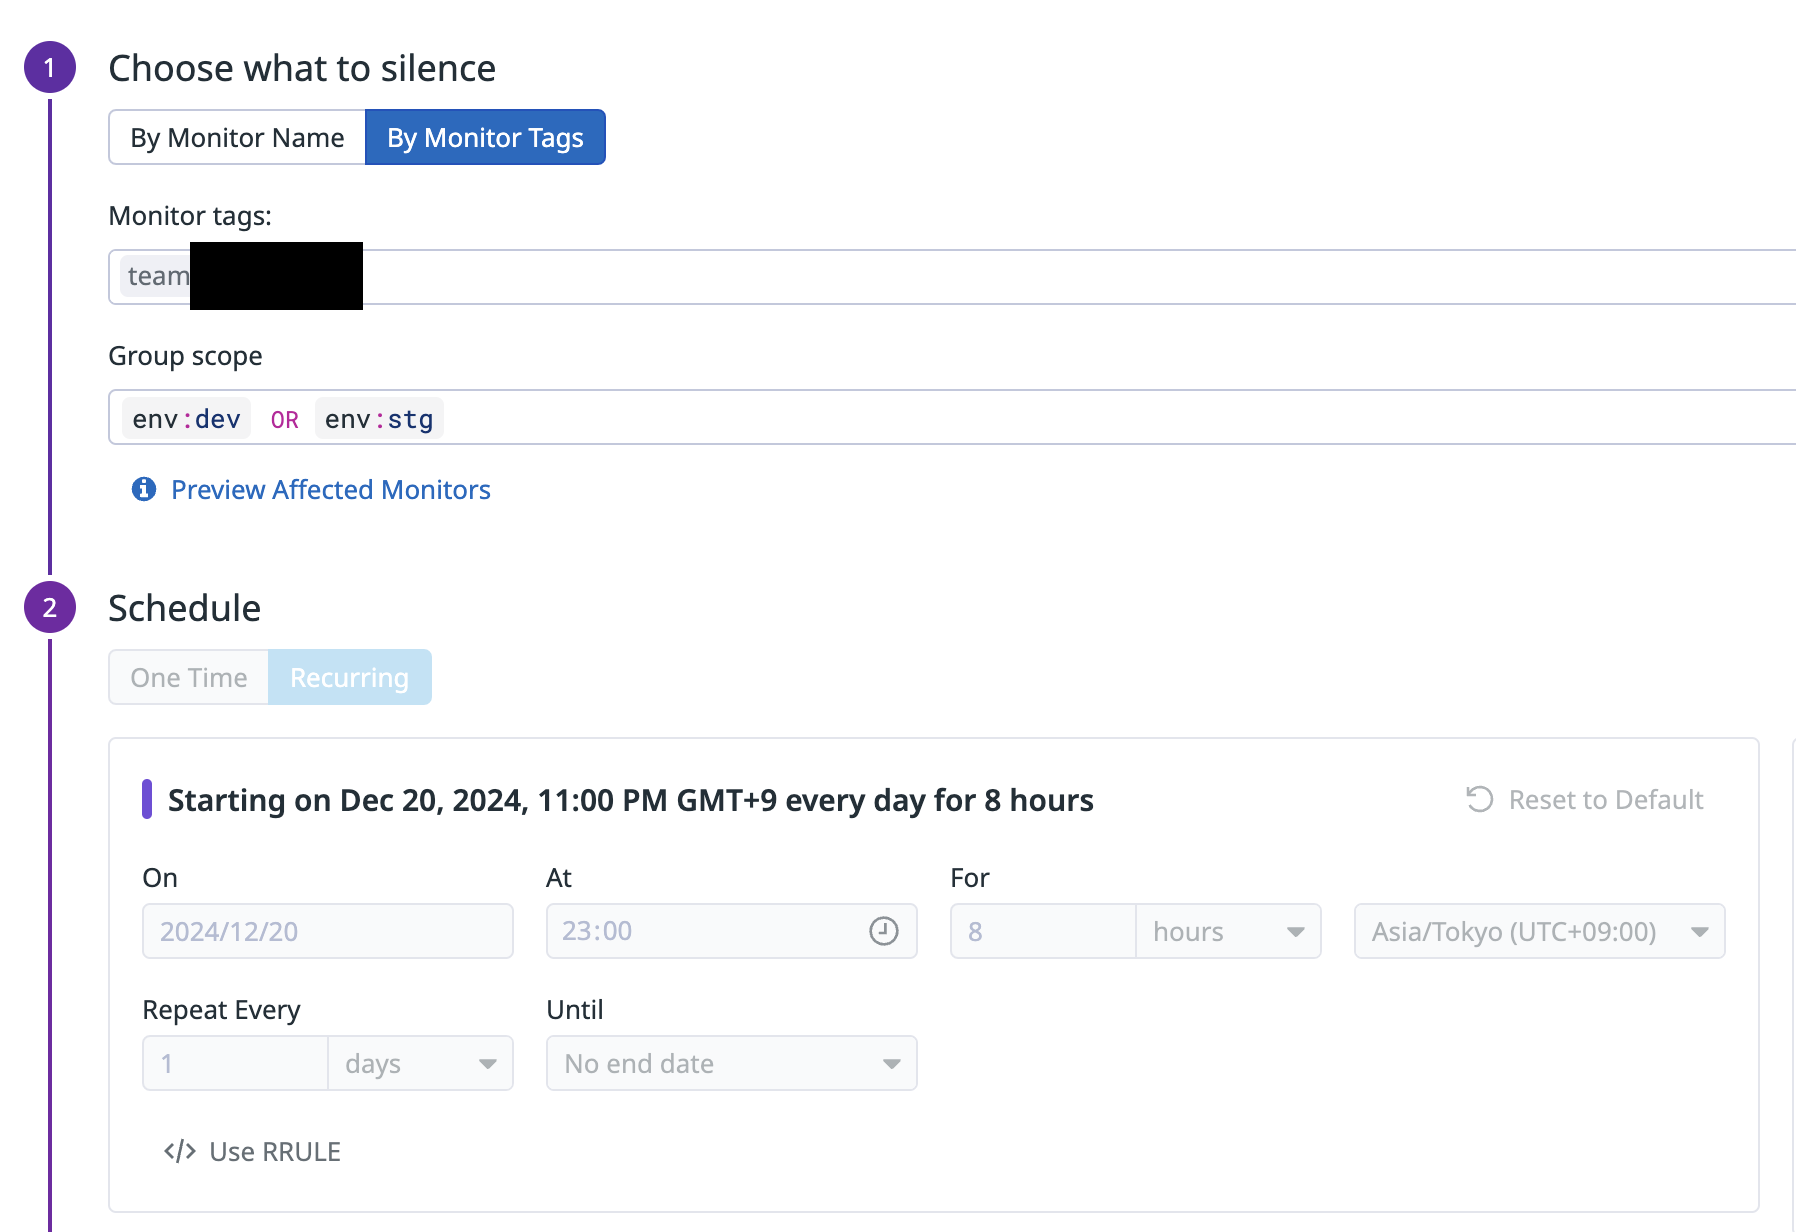 1
Choose what to silence
By Monitor Name By Monitor Tags
Monitor tags:
team
Group scope
env:dev OR env:stg
Preview Affected Monitors
2
Schedule
One Time Recurring
Starting on Dec 20, 2024, 11:00 PM GMT+9 every day for 8 hours Reset to Default
On At For
2024/12/20 23:00 8 hours Asia/Tokyo (UTC+09:00)
Repeat Every Until
1 days No end date
</> Use RRULE